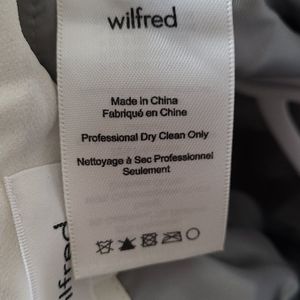 wilfred
Made in China
Fabriqué en Chine
Professional Dry Clean Only
Nettoyage à Sec Professionnel
Seulement
wilfred